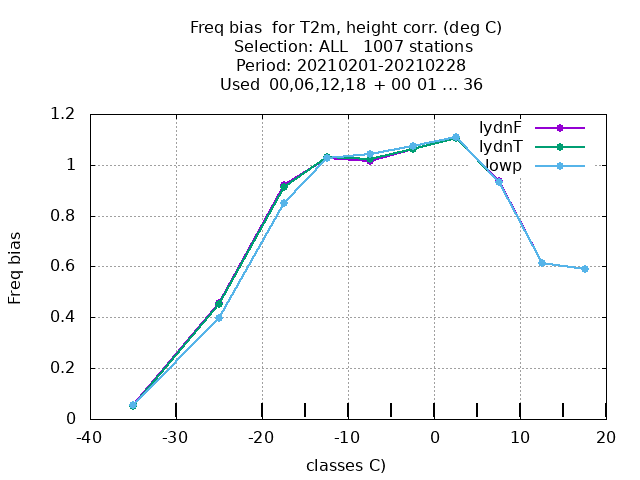 Freq bias  for T2m, height corr. (deg C)
Selection: ALL   1007 stations
Period: 20210201-20210228
Used  00,06,12,18  + 00 01 ... 36
lydnF
lydnT
lowp
1.2
1
0.8
0.6
0.4
0.2
0
Freq bias
-40 -30 -20 -10 0 10 20
classes C)